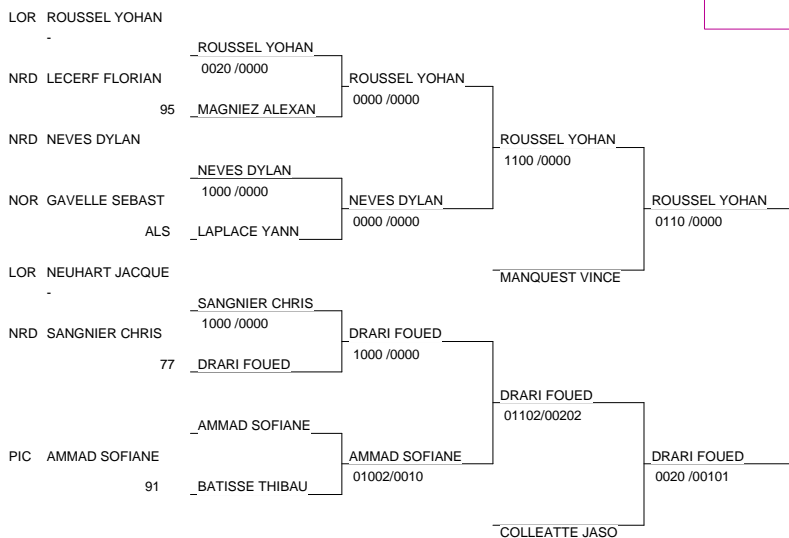 LOR ROUSSEL YOHAN
-
ROUSSEL YOHAN
0020 /0000
NRD LECERF FLORIAN
ROUSSEL YOHAN
0000 /0000
95 MAGNIEZ ALEXAN
NRD NEVES DYLAN
ROUSSEL YOHAN
1100 /0000
NEVES DYLAN
1000 /0000
NOR GAVELLE SEBAST
NEVES DYLAN
0000 /0000
ROUSSEL YOHAN
0110 /0000
ALS LAPLACE YANN
LOR NEUHART JACQUE
-
MANQUEST VINCE
SANGNIER CHRIS
1000 /0000
NRD SANGNIER CHRIS
DRARI FOUED
1000 /0000
77 DRARI FOUED
DRARI FOUED
01102/00202
AMMAD SOFIANE
PIC AMMAD SOFIANE
AMMAD SOFIANE
01002/0010
DRARI FOUED
0020 /00101
91 BATISSE THIBAU
COLLEATTE JASO